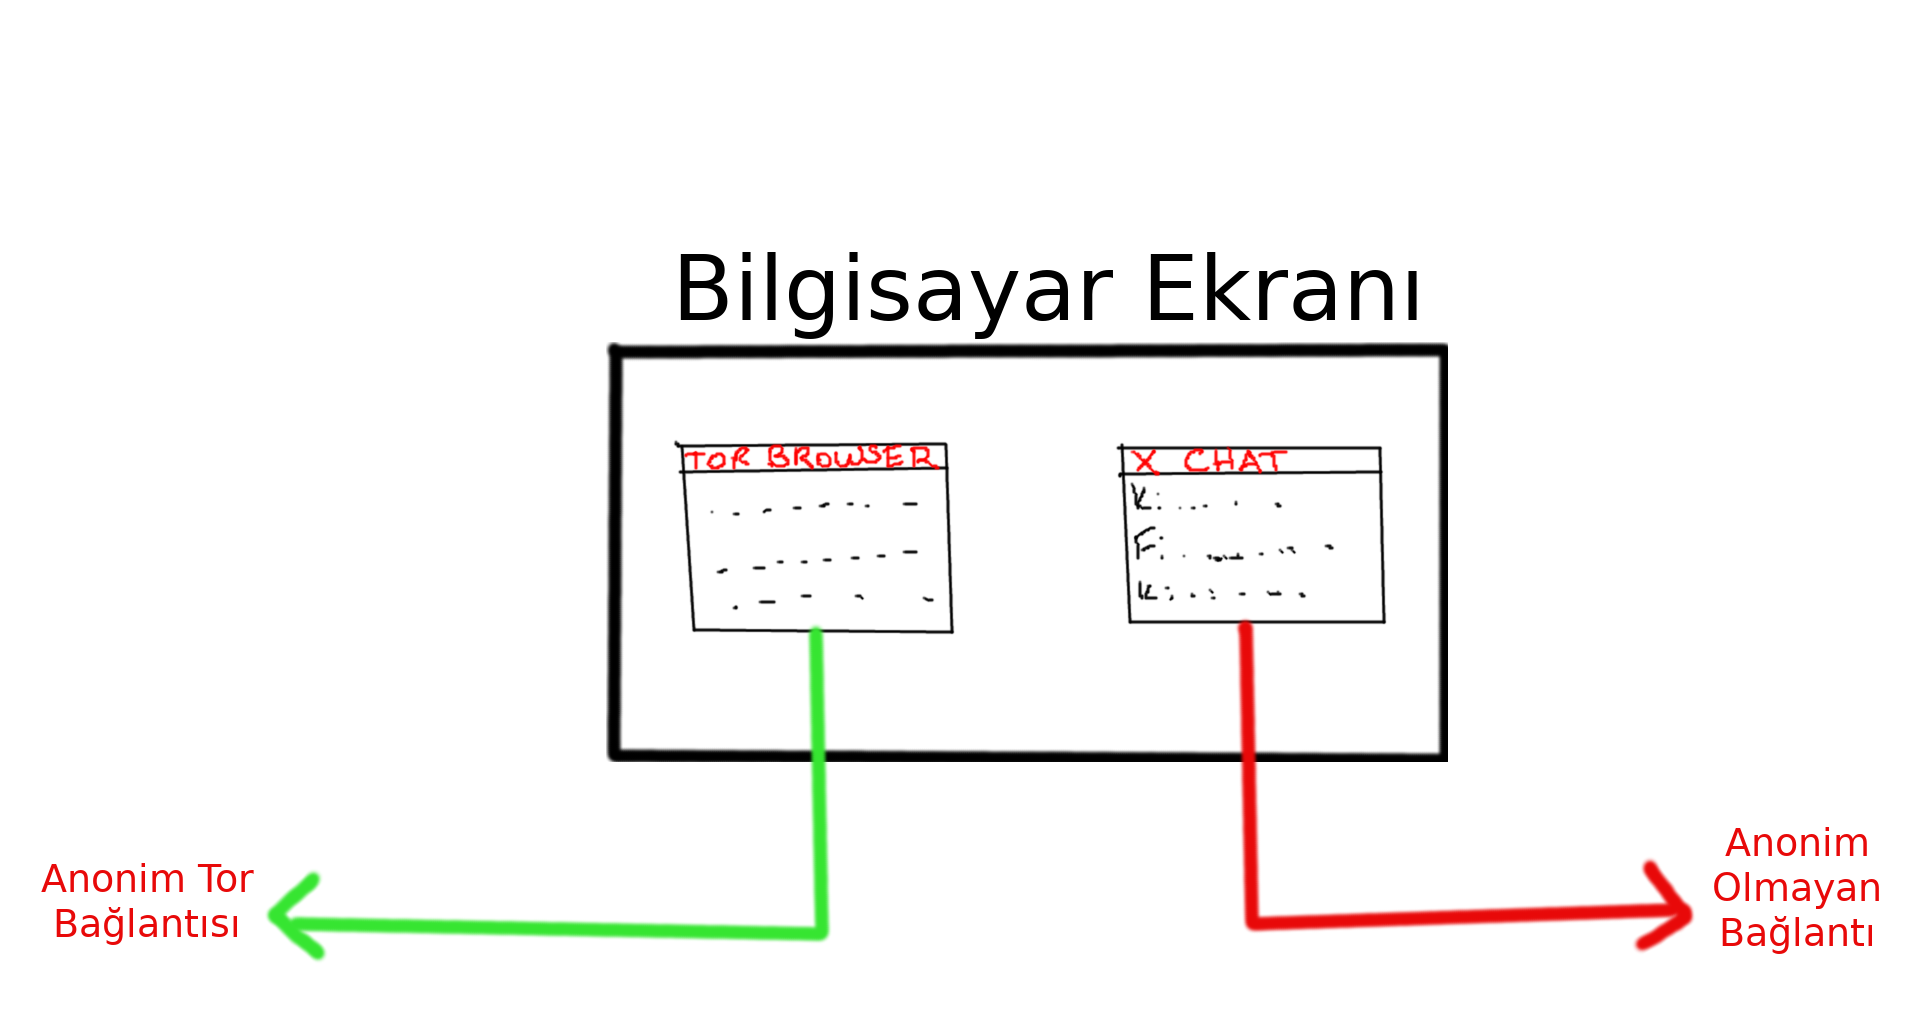 Bilgisayar Ekranı
TOR BROWSER
X CHAT
K:
F:
K:
Anonim Tor
Bağlantısı
Anonim
Olmayan
Bağlantı